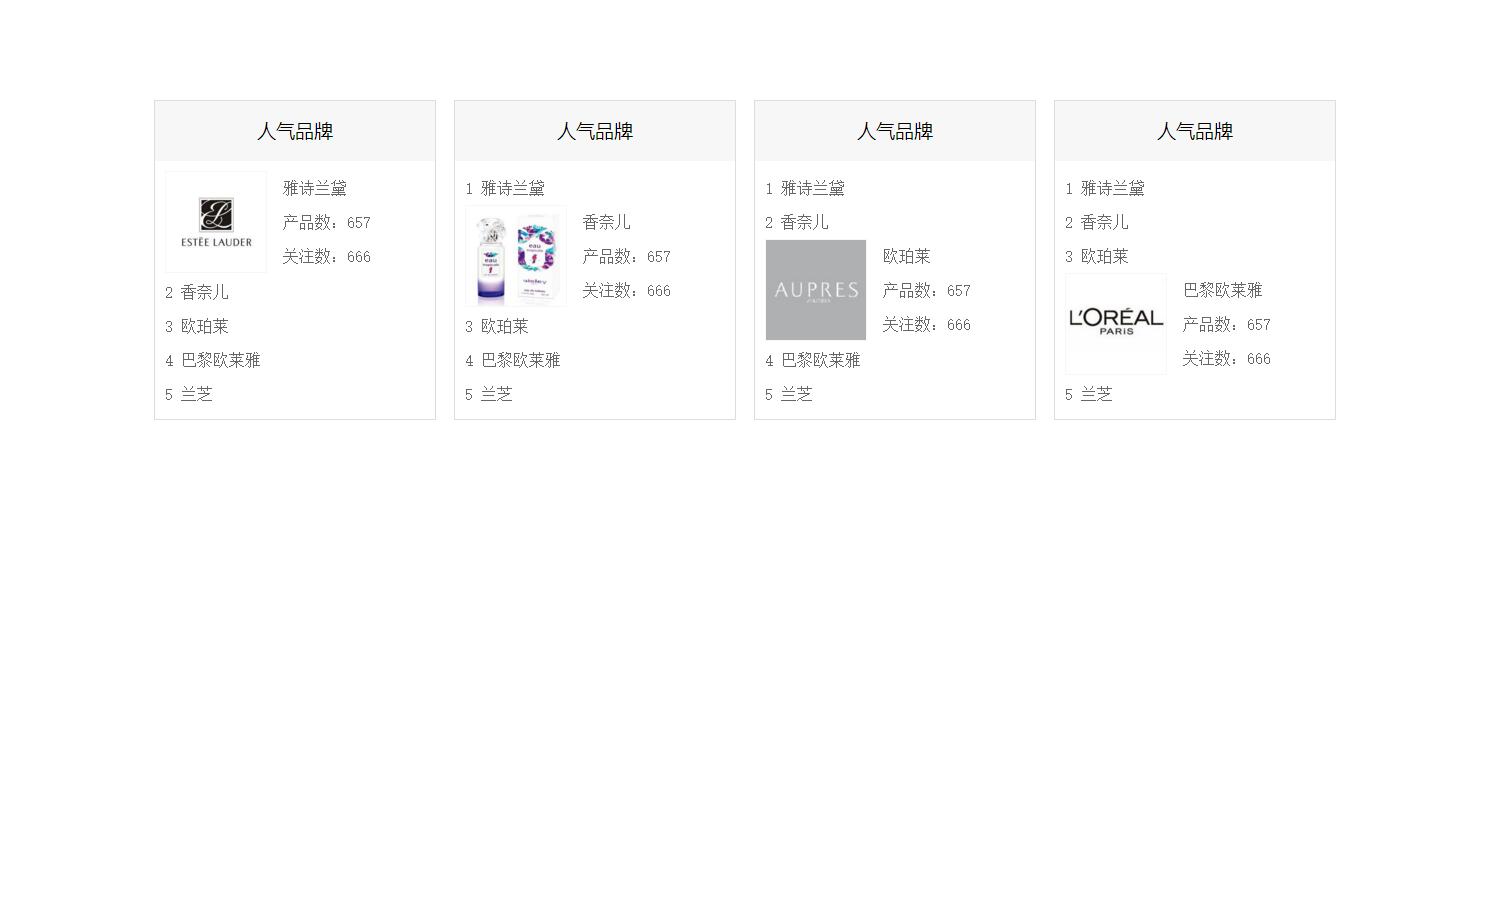 人气品牌
ESTĒE LAUDER
雅诗兰黛
产品数：657
关注数：666
2 香奈儿
3 欧珀莱
4 巴黎欧莱雅
5 兰芝
人气品牌
1 雅诗兰黛
eau
eau
香奈儿
产品数：657
关注数：666
3 欧珀莱
4 巴黎欧莱雅
5 兰芝
人气品牌
1 雅诗兰黛
2 香奈儿
AUPRES
欧珀莱
产品数：657
关注数：666
4 巴黎欧莱雅
5 兰芝
人气品牌
1 雅诗兰黛
2 香奈儿
3 欧珀莱
L'ORÉAL
PARIS
巴黎欧莱雅
产品数：657
关注数：666
5 兰芝